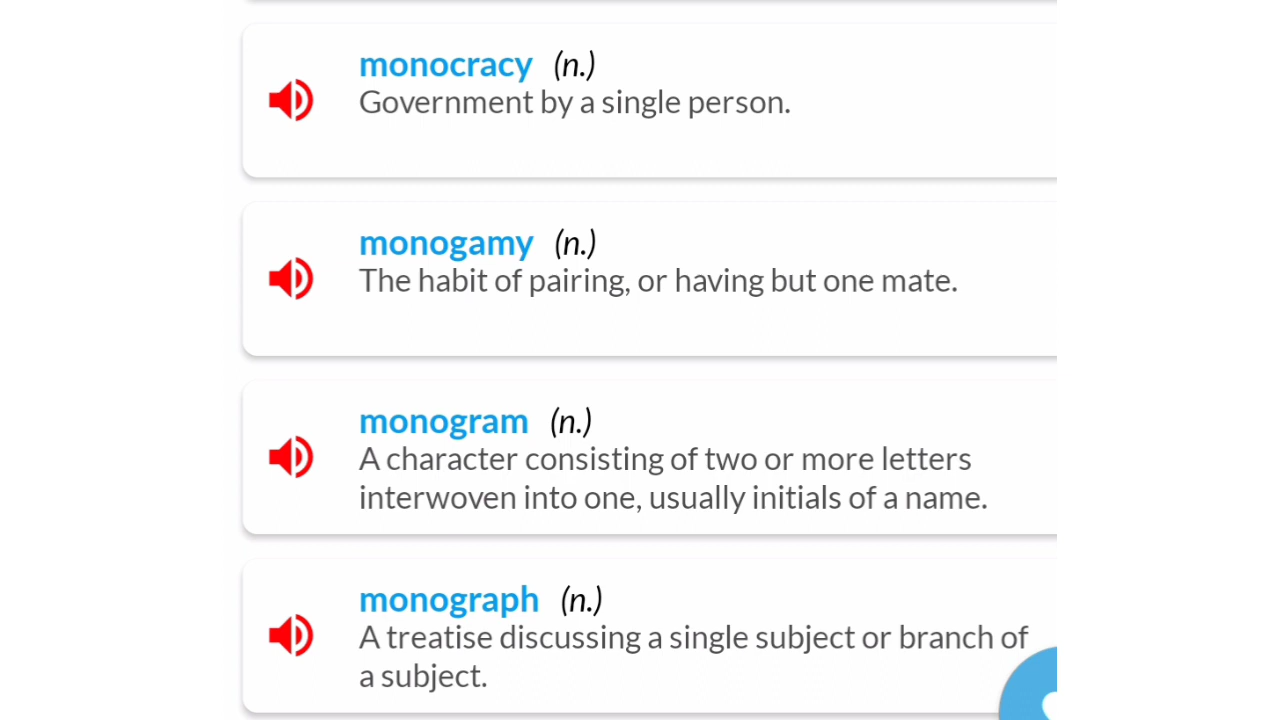 monocracy (n.)
Government by a single person.
monogamy (n.)
The habit of pairing, or having but one mate.
monogram (n.)
A character consisting of two or more letters
interwoven into one, usually initials of a name.
monograph (n.)
A treatise discussing a single subject or branch of
a subject.